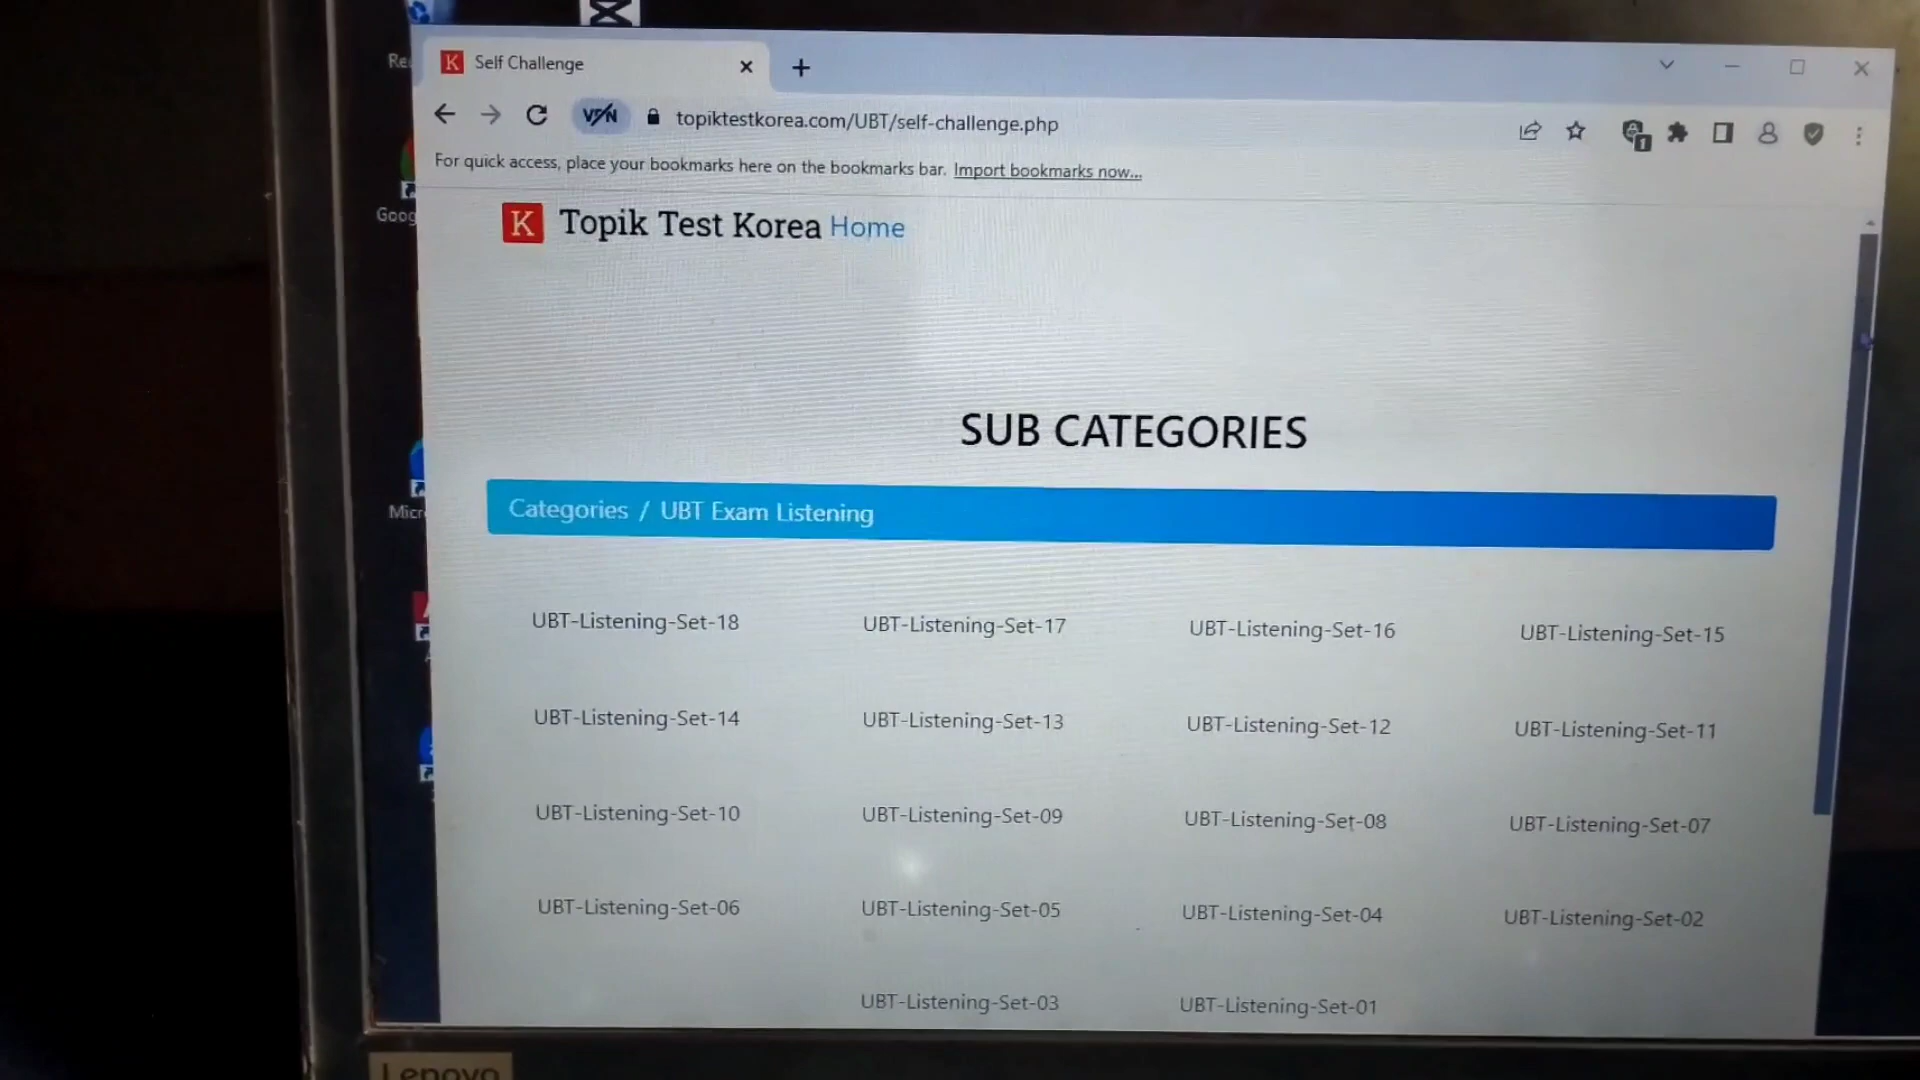 Self Challenge
VPN
topiktestkorea.com/UBT/self-challenge.php
1
For quick access, place your bookmarks here on the bookmarks bar. Import bookmarks now...
K Topik Test Korea Home
SUB CATEGORIES
Categories / UBT Exam Listening
UBT-Listening-Set-18 UBT-Listening-Set-17 UBT-Listening-Set-16 UBT-Listening-Set-15
UBT-Listening-Set-14 UBT-Listening-Set-13 UBT-Listening-Set-12 UBT-Listening-Set-11
UBT-Listening-Set-10 UBT-Listening-Set-09 UBT-Listening-Set-08 UBT-Listening-Set-07
UBT-Listening-Set-06 UBT-Listening-Set-05 UBT-Listening-Set-04 UBT-Listening-Set-02
UBT-Listening-Set-03 UBT-Listening-Set-01
Lenovo